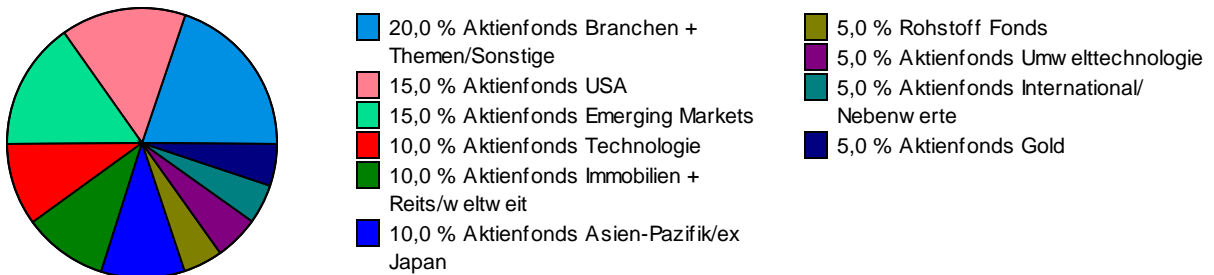 20,0 % Aktienfonds Branchen +
Themen/Sonstige
15,0 % Aktienfonds USA
15,0 % Aktienfonds Emerging Markets
10,0 % Aktienfonds Technologie
10,0 % Aktienfonds Immobilien +
Reits/w eltw eit
10,0 % Aktienfonds Asien-Pazifik/ex
Japan
5,0 % Rohstoff Fonds
5,0 % Aktienfonds Umw elttechnologie
5,0 % Aktienfonds International/
Nebenw erte
5,0 % Aktienfonds Gold